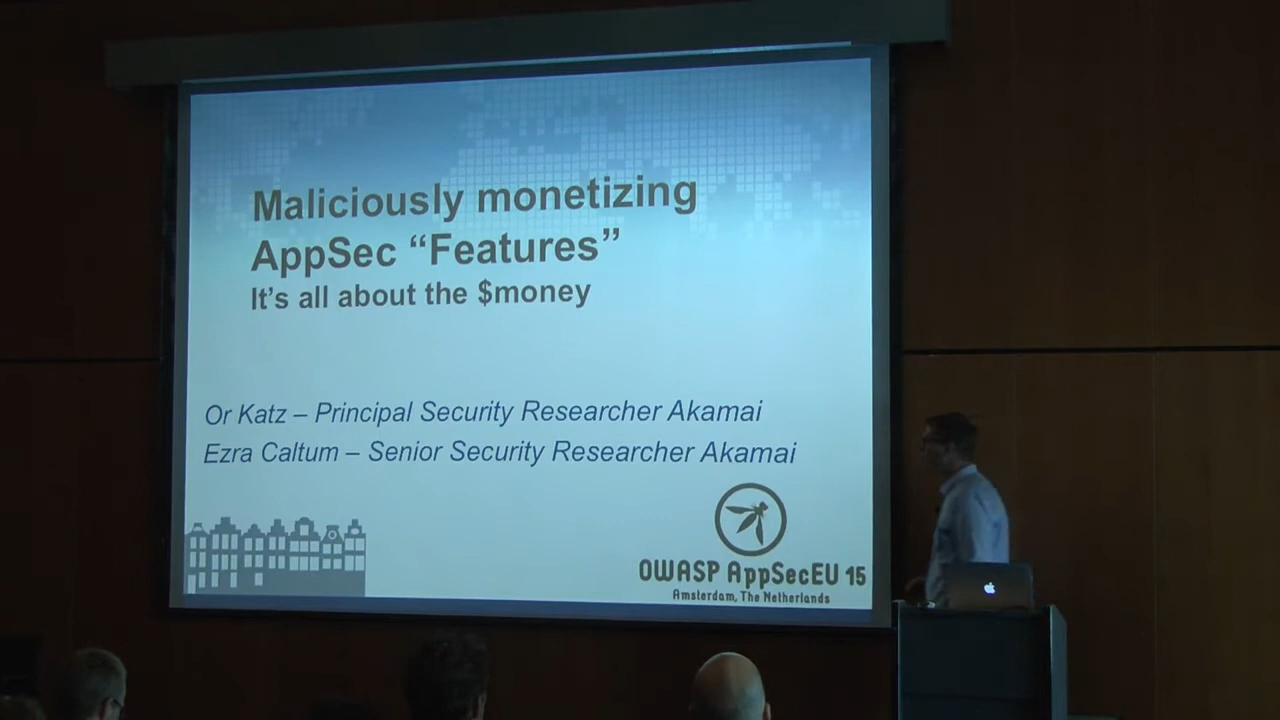 Maliciously monetizing
AppSec “Features”
It’s all about the $money
Or Katz – Principal Security Researcher Akamai
Ezra Caltum – Senior Security Researcher Akamai
OWASP AppSecEU 15
Amsterdam, The Netherlands